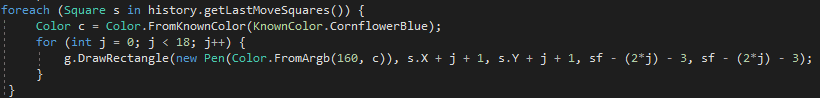 foreach (Square s in history.getLastMoveSquares()) {
Color c = Color.FromKnownColor(KnownColor.CornflowerBlue);
for (int j = 0; j < 18; j++) {
g.DrawRectangle(new Pen(Color.FromArgb(160, c)), s.X + j + 1, s.Y + j + 1, sf - (2*j) - 3, sf - (2*j) - 3);
}
}